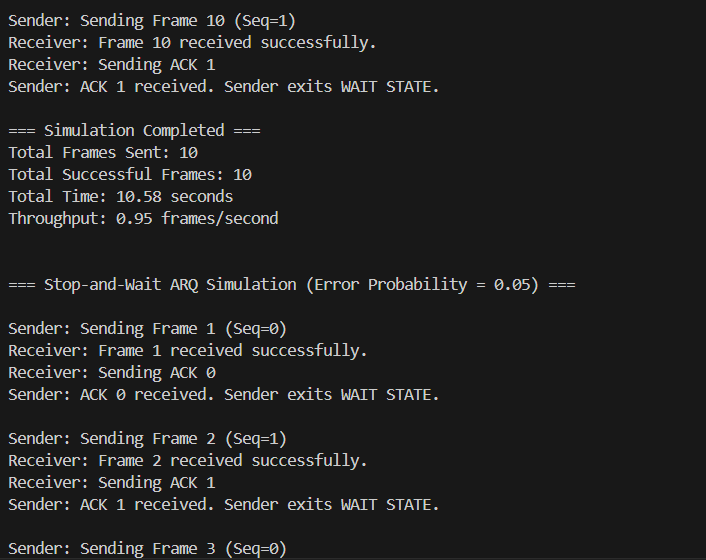 Sender: Sending Frame 10 (Seq=1)
Receiver: Frame 10 received successfully.
Receiver: Sending ACK 1
Sender: ACK 1 received. Sender exits WAIT STATE.
=== Simulation Completed ===
Total Frames Sent: 10
Total Successful Frames: 10
Total Time: 10.58 seconds
Throughput: 0.95 frames/second
=== Stop-and-Wait ARQ Simulation (Error Probability = 0.05) ===
Sender: Sending Frame 1 (Seq=0)
Receiver: Frame 1 received successfully.
Receiver: Sending ACK 0
Sender: ACK 0 received. Sender exits WAIT STATE.
Sender: Sending Frame 2 (Seq=1)
Receiver: Frame 2 received successfully.
Receiver: Sending ACK 1
Sender: ACK 1 received. Sender exits WAIT STATE.
Sender: Sending Frame 3 (Seq=0)